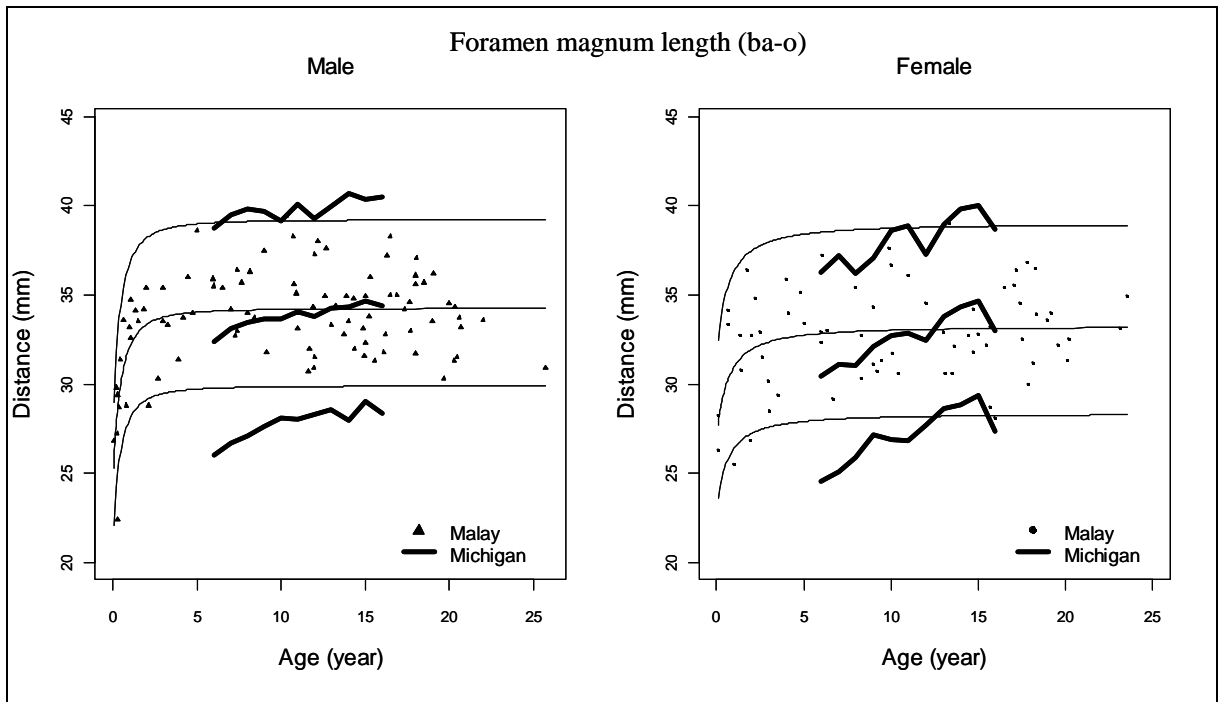 Foramen magnum length (ba-o)
Male
Distance (mm)
45
40
35
30
25
20
Malay
Michigan
0 5 10 15 20 25
Age (year)
Female
Distance (mm)
45
40
35
30
25
20
Malay
Michigan
0 5 10 15 20 25
Age (year)